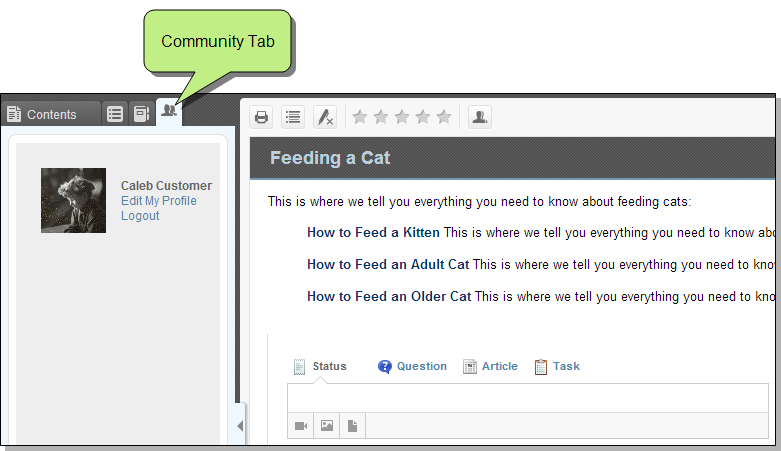 Community Tab
Contents
Caleb Customer
Edit My Profile
Logout
Feeding a Cat
This is where we tell you everything you need to know about feeding cats:
How to Feed a Kitten This is where we tell you everything you need to know
How to Feed an Adult Cat This is where we tell you everything you need to
How to Feed an Older Cat This is where we tell you everything you need to
Status Question Article Task